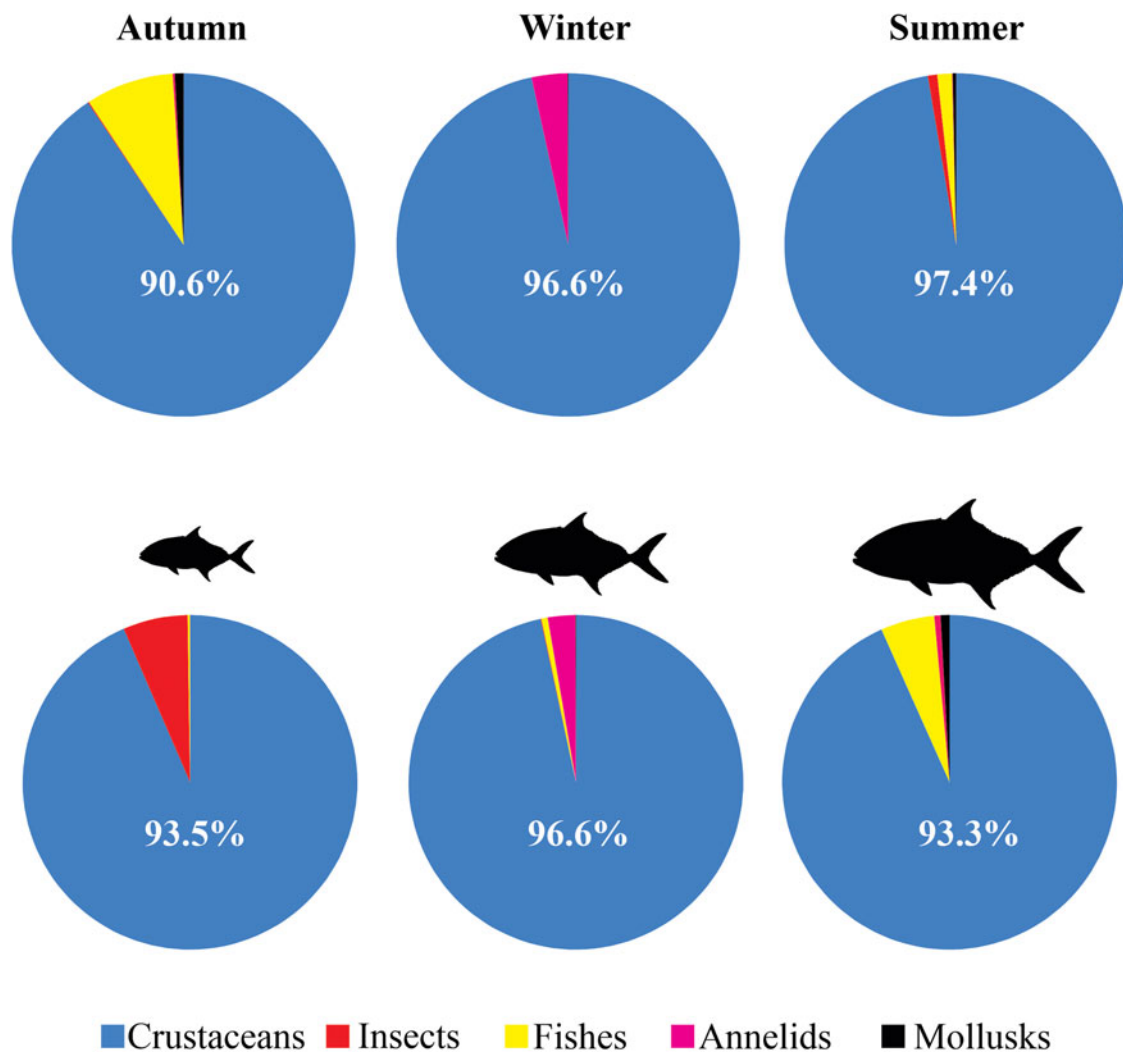 Autumn Winter Summer
90.6% 96.6% 97.4%
93.5% 96.6% 93.3%
Crustaceans Insects Fishes Annelids Mollusks